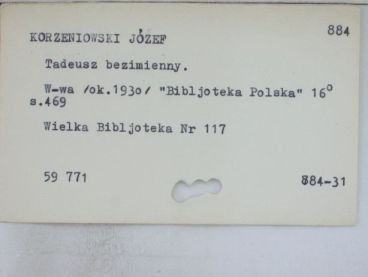 884
KORZENIOWSKI JÓZEF
Tadeusz bezimienny.
W-wa /ok.193o/ "Bibljoteka Polska" 16°
s.469
Wielka Bibljoteka Nr 117
59 771
884-31